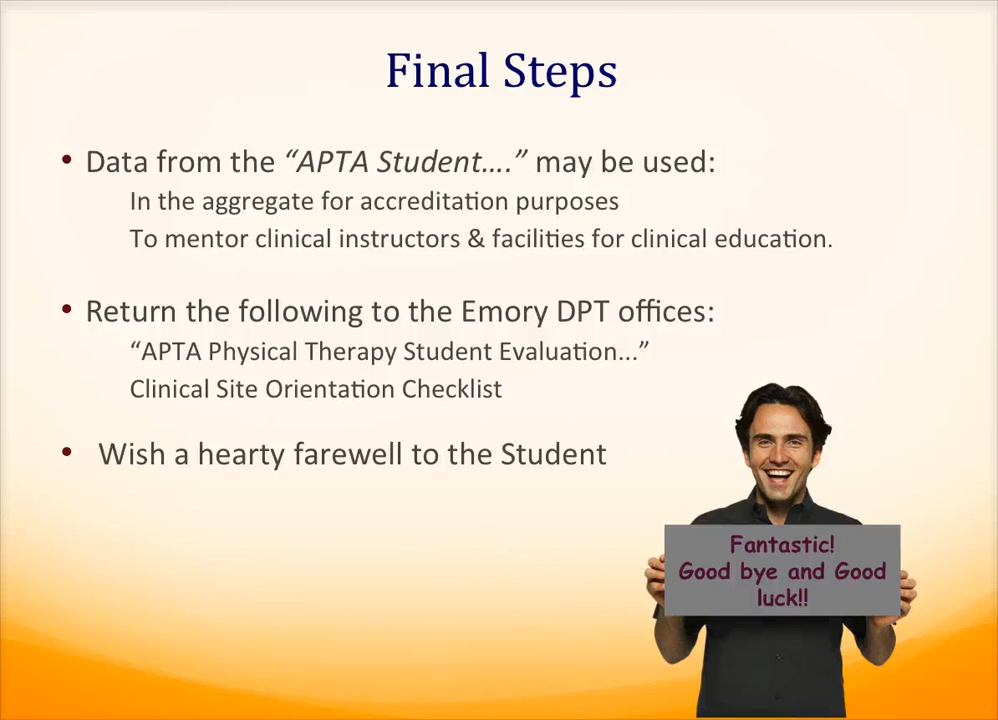 Final Steps
• Data from the “APTA Student....” may be used:
In the aggregate for accreditation purposes
To mentor clinical instructors & facilities for clinical education.
• Return the following to the Emory DPT offices:
“APTA Physical Therapy Student Evaluation...”
Clinical Site Orientation Checklist
• Wish a hearty farewell to the Student
Fantastic!
Good bye and Good
luck!!